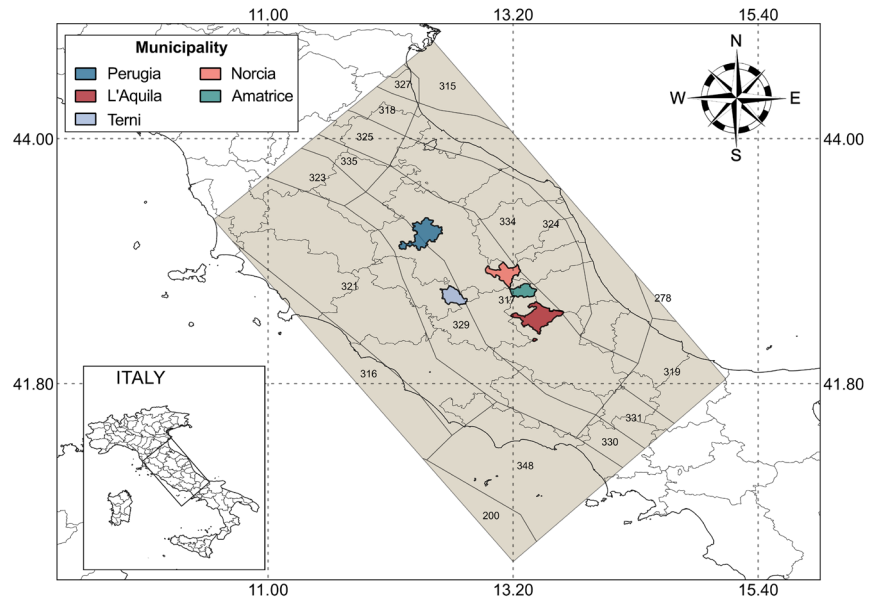 11.00 13.20 15.40
Municipality
Perugia Norcia
L'Aquila Amatrice
Terni
N
W E
S
327 315
318
44.00 325 44.00
335
323
334 324
321 317 278
329
316 319
41.80 41.80
ITALY
331
330
348
200
11.00 13.20 15.40